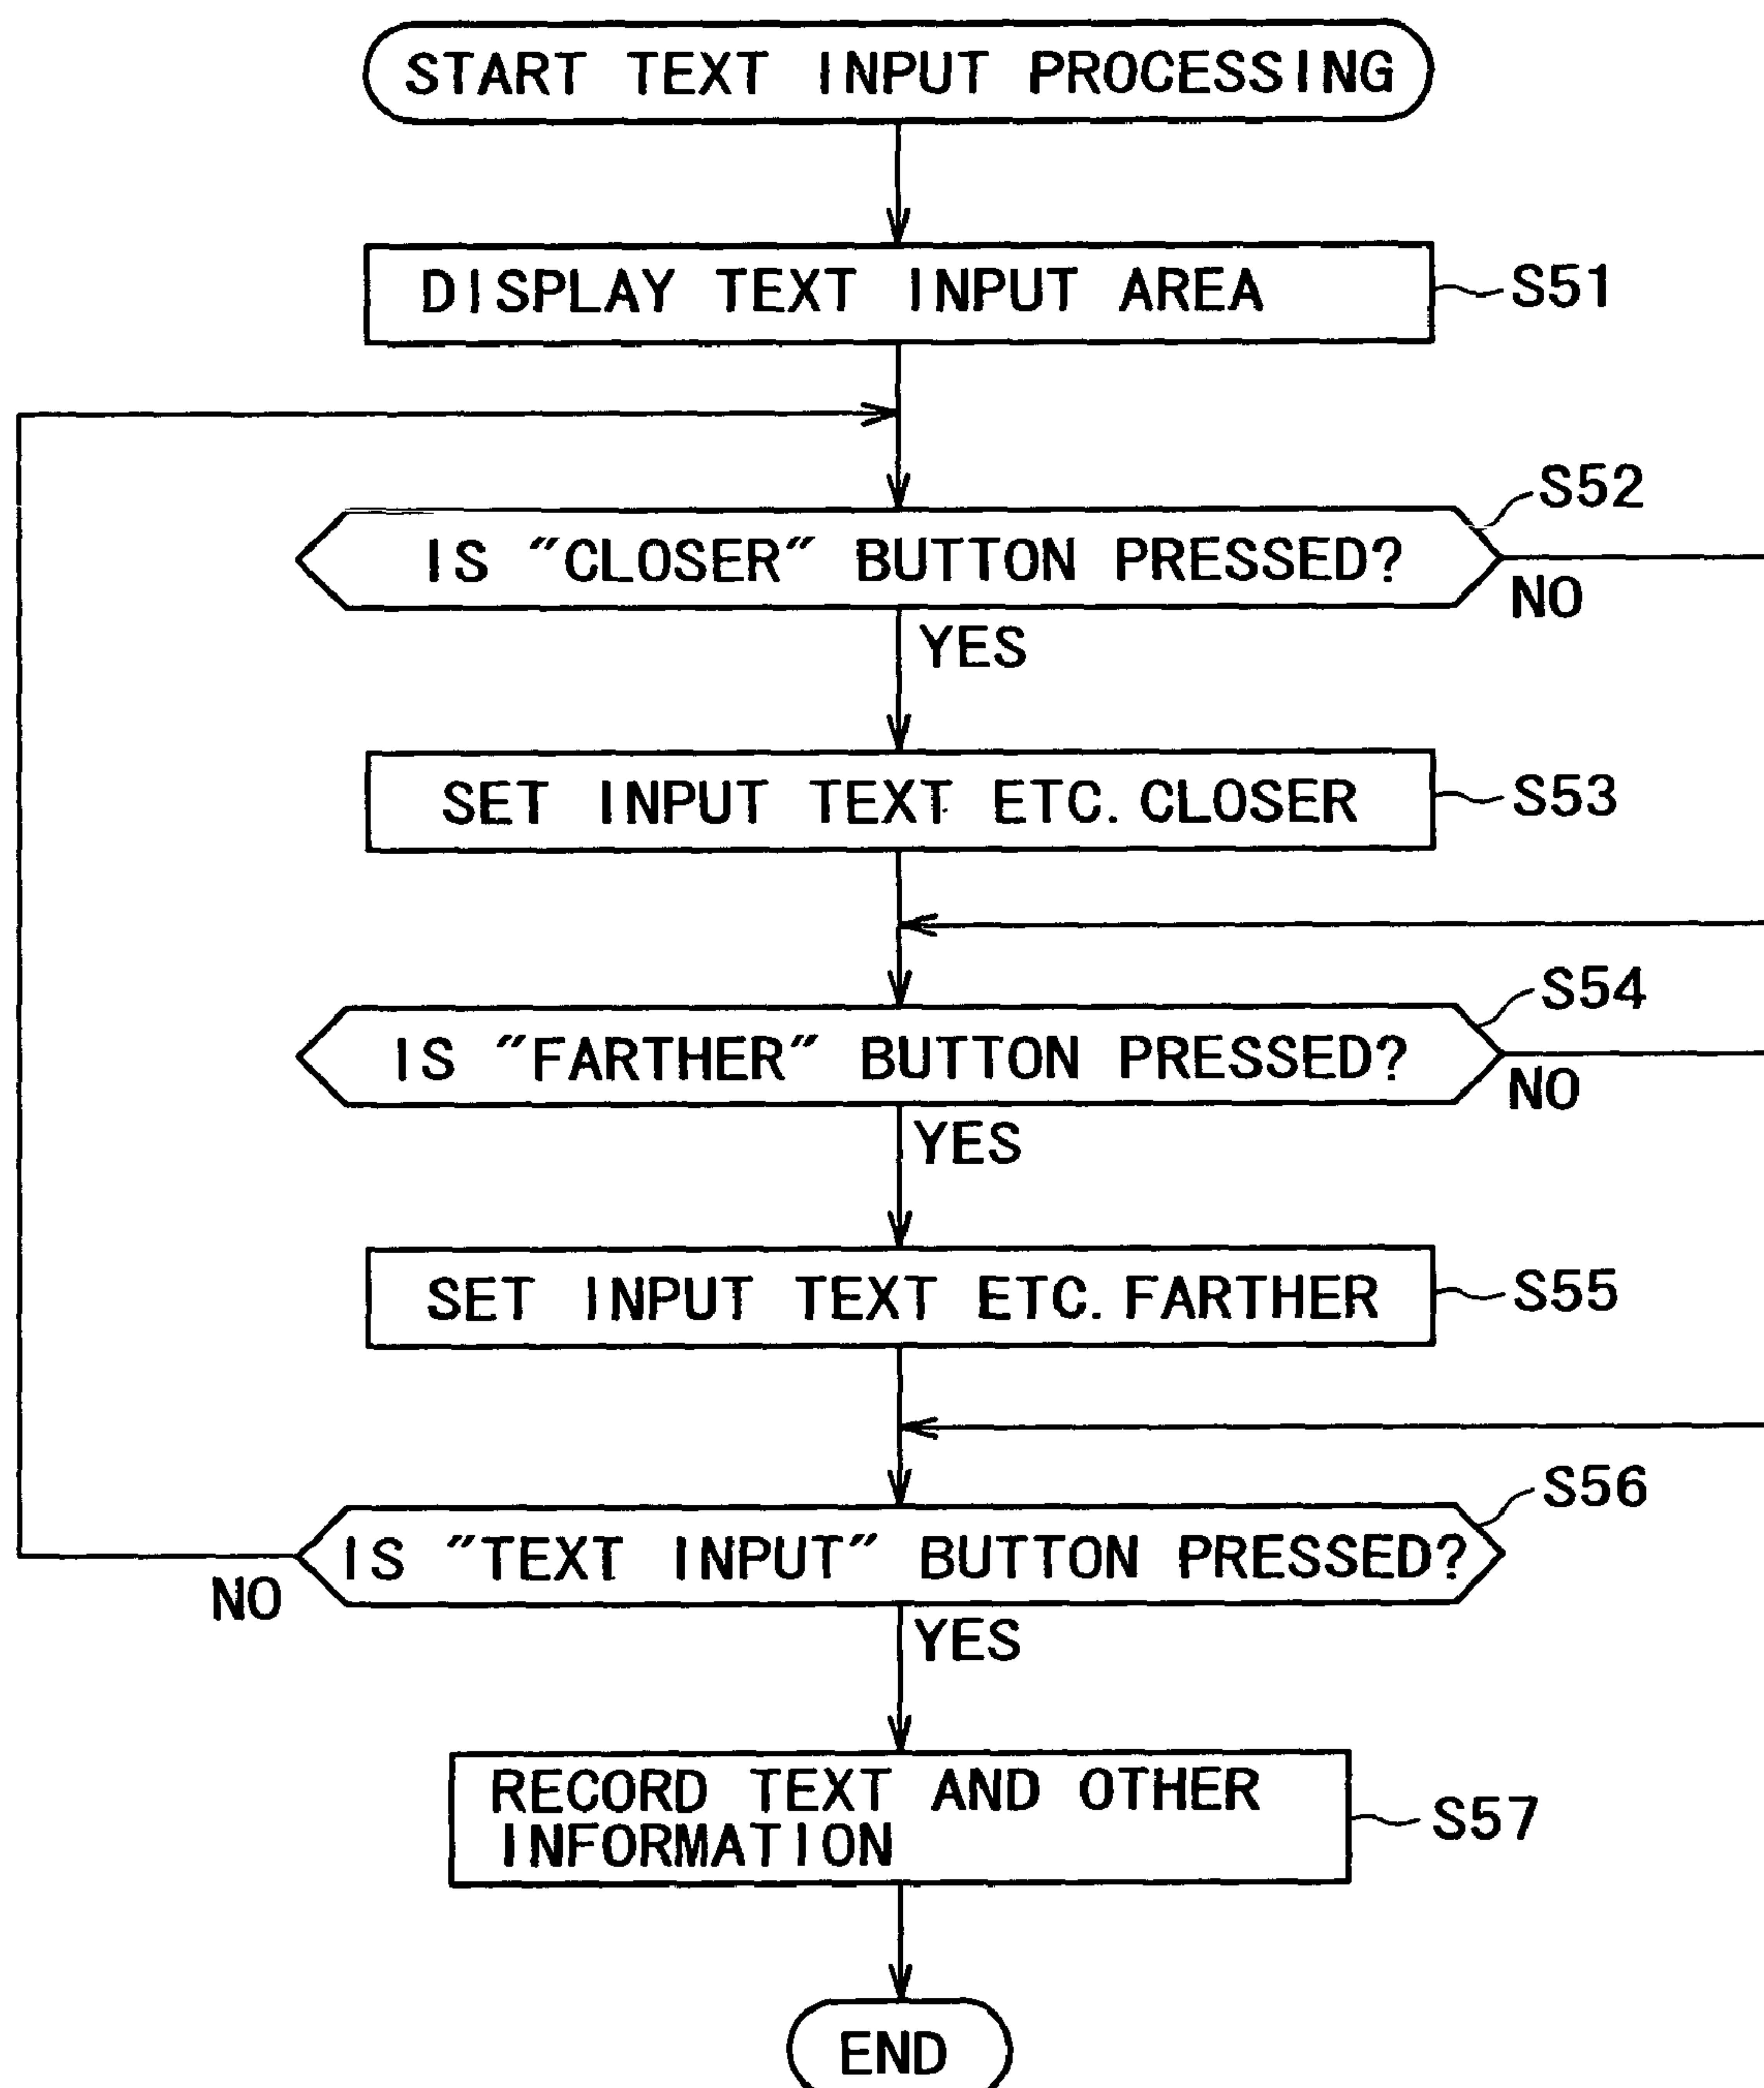 START TEXT INPUT PROCESSING
DISPLAY TEXT INPUT AREA
S51
S52
IS "CLOSER" BUTTON PRESSED?
NO
YES
SET INPUT TEXT ETC. CLOSER
S53
S54
IS "FARTHER" BUTTON PRESSED?
NO
YES
SET INPUT TEXT ETC. FARTHER
S55
S56
IS "TEXT INPUT" BUTTON PRESSED?
NO
YES
RECORD TEXT AND OTHER
INFORMATION
S57
END